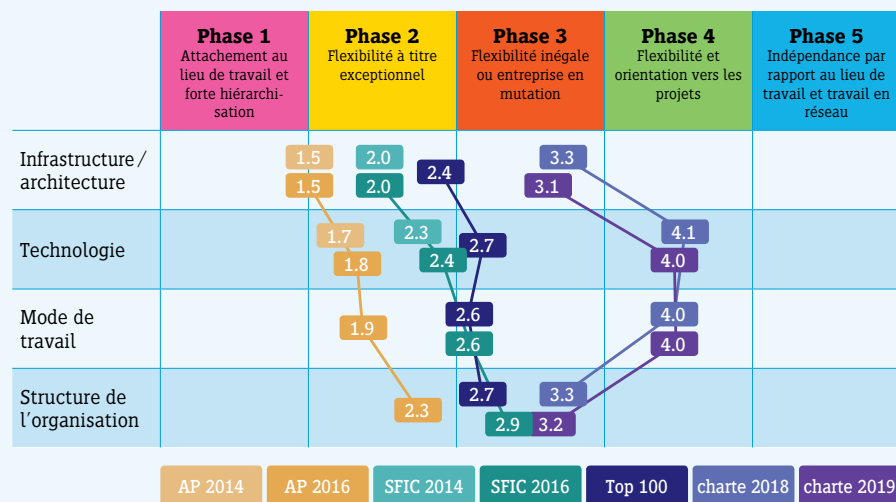 Phase 1
Attachement au
lieu de travail et
forte hiérarchi-
sation
Phase 2
Flexibilité à titre
exceptionnel
Phase 3
Flexibilité inégale
ou entreprise en
mutation
Phase 4
Flexibilité et
orientation vers les
projets
Phase 5
Indépendance par
rapport au lieu de
travail et travail en
réseau
Infrastructure /
architecture
1.5
2.0
3.3
2.4
1.5
2.0
3.1
Technologie
1.7
2.3
4.1
2.7
1.8
2.4
4.0
Mode de
travail
2.6
4.0
1.9
2.6
4.0
Structure de
l'organisation
2.7
3.3
2.3
2.9
3.2
AP 2014
AP 2016
SFIC 2014
SFIC 2016
Top 100
charte 2018
charte 2019